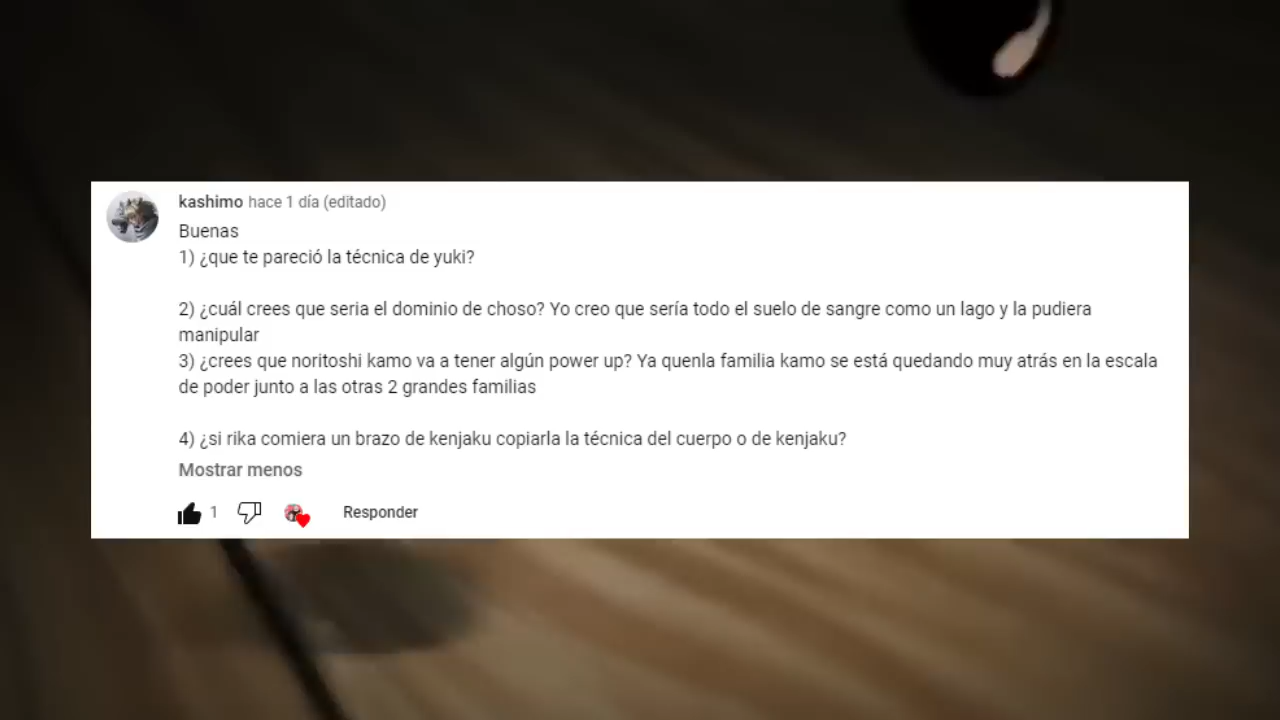 kashimo hace 1 día (editado)
Buenas
1) ¿que te pareció la técnica de yuki?
2) ¿cuál crees que seria el dominio de choso? Yo creo que sería todo el suelo de sangre como un lago y la pudiera
manipular
3) ¿crees que noritoshi kamo va a tener algún power up? Ya quenla familia kamo se está quedando muy atrás en la escala
de poder junto a las otras 2 grandes familias
4) ¿si rika comiera un brazo de kenjaku copiarla la técnica del cuerpo o de kenjaku?
Mostrar menos
1 Responder